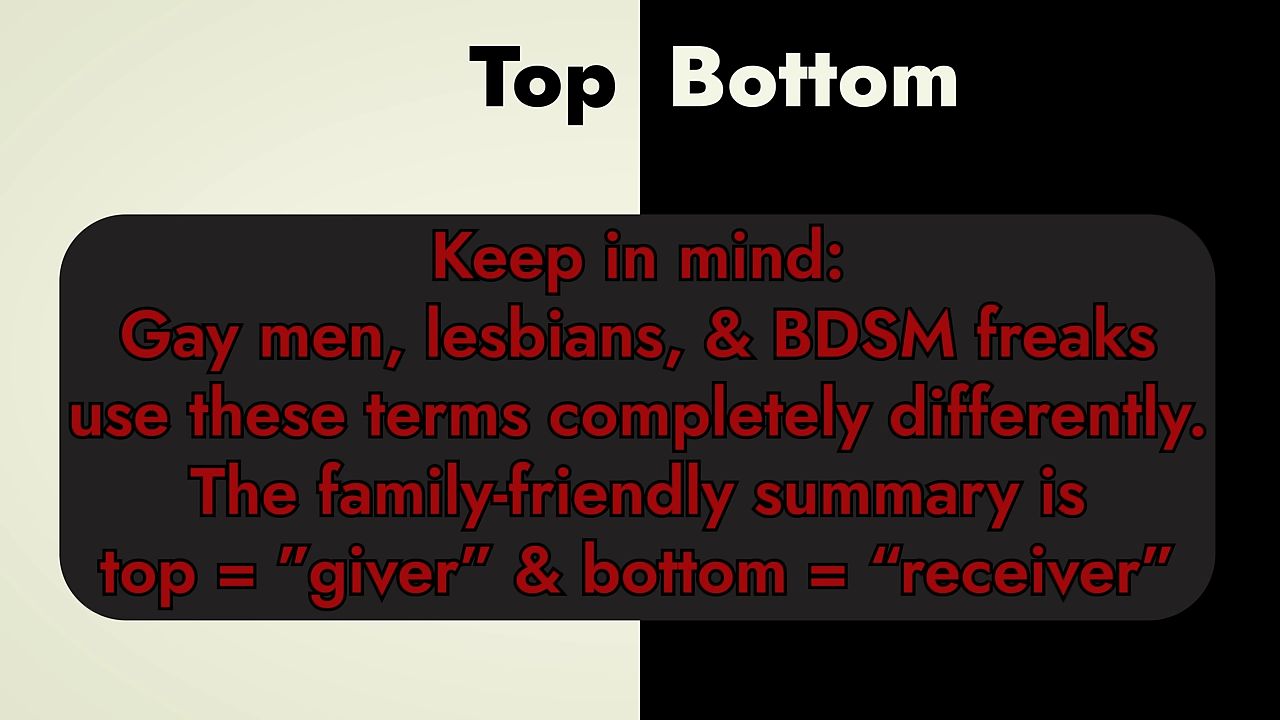 Top Bottom
Keep in mind:
Gay men, lesbians, & BDSM freaks
use these terms completely differently.
The family-friendly summary is
top = ”giver” & bottom = “receiver”